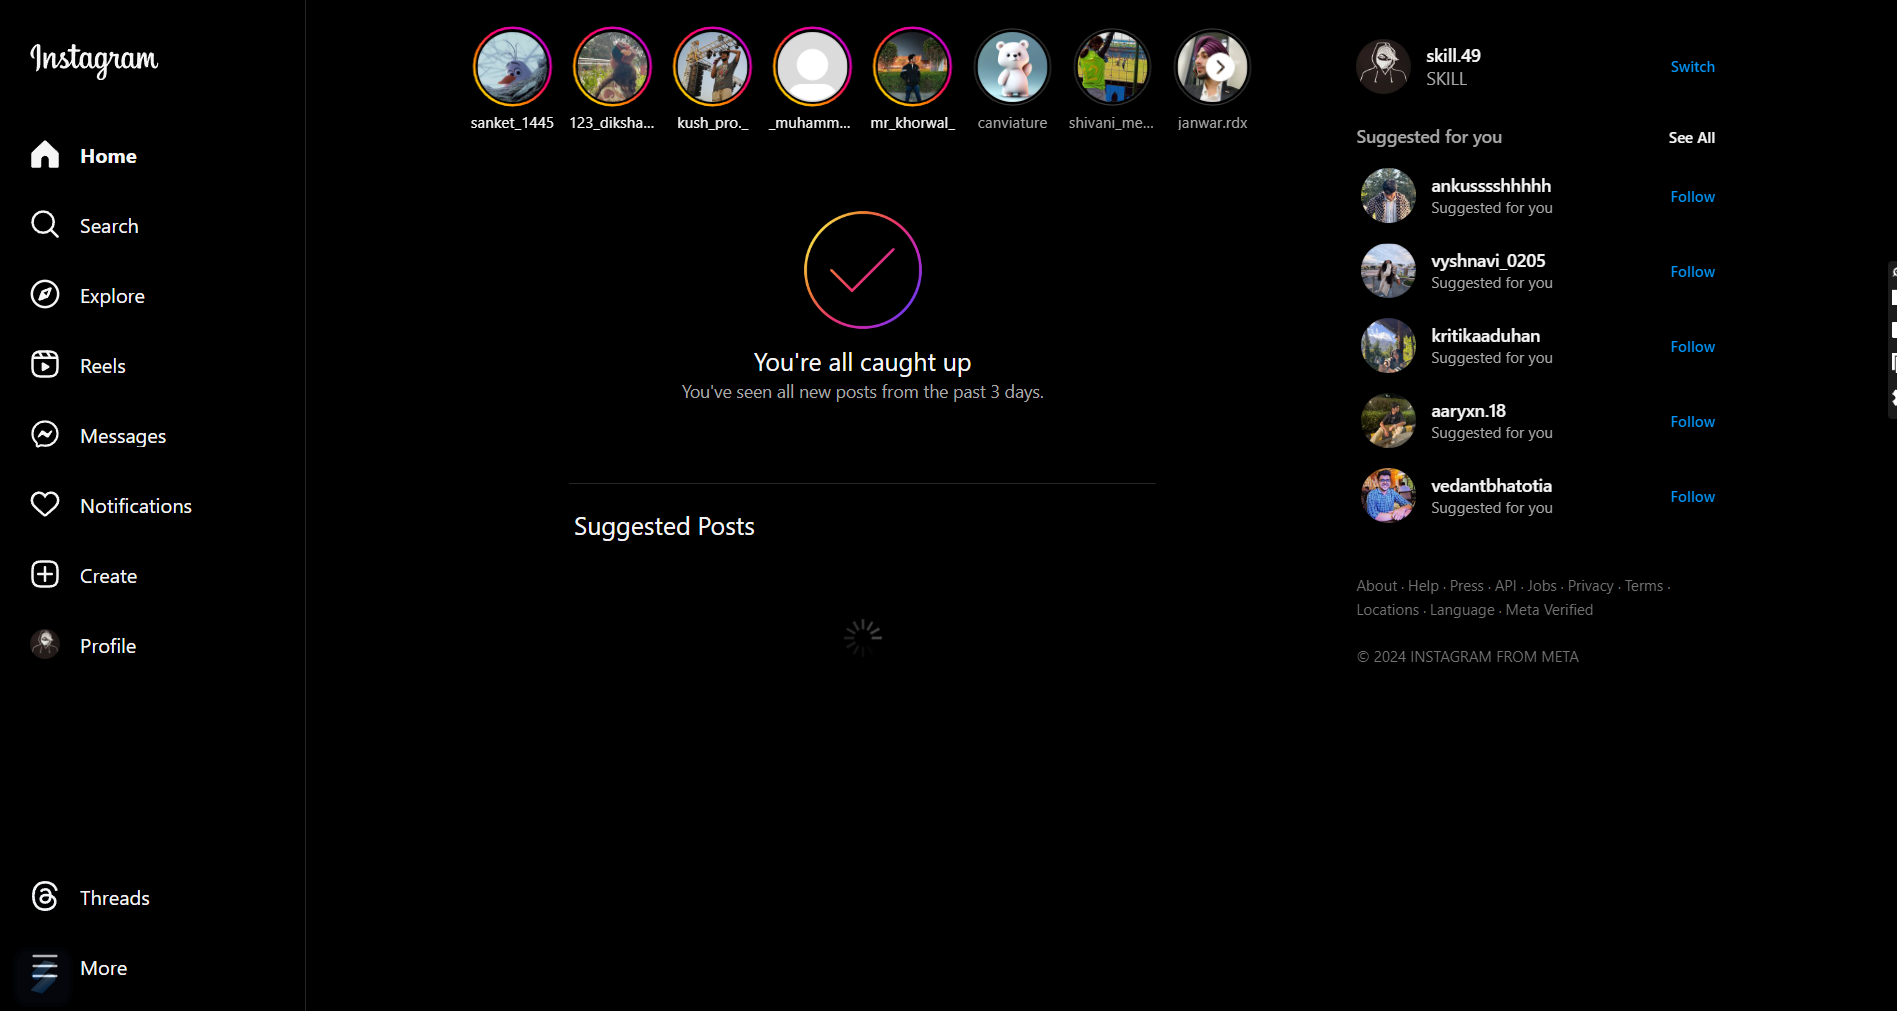 Instagram
Home
Search
Explore
Reels
Messages
Notifications
Create
Profile
Threads
More
sanket_1445
123_diksha...
kush_pro._
_muhamm...
mr_khorwal_
canviature
shivani_me...
janwar.rdx
You're all caught up
You've seen all new posts from the past 3 days.
Suggested Posts
skill.49
SKILL
Switch
Suggested for you
See All
ankusssshhhhh
Suggested for you
Follow
vyshnavi_0205
Suggested for you
Follow
kritikaaduhan
Suggested for you
Follow
aaryxn.18
Suggested for you
Follow
vedantbhatotia
Suggested for you
Follow
About · Help · Press · API · Jobs · Privacy · Terms ·
Locations · Language · Meta Verified
© 2024 INSTAGRAM FROM META